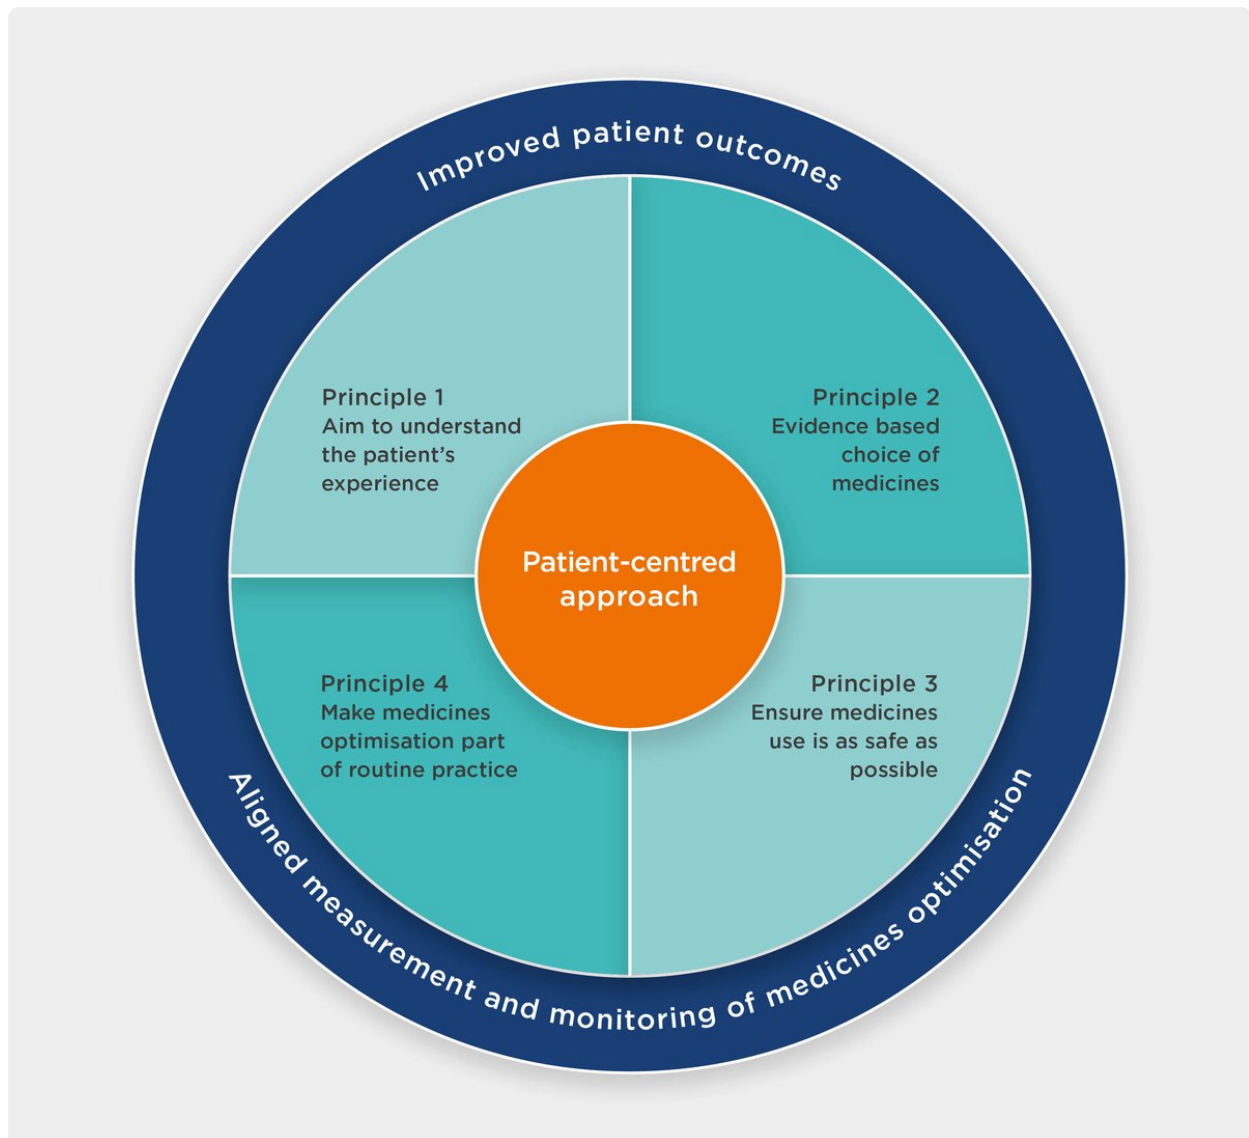 Improved patient outcomes
Principle 1
Aim to understand
the patient’s
experience
Principle 2
Evidence based
choice of
medicines
Patient-centred
approach
Principle 4
Make medicines
optimisation part
of routine practice
Principle 3
Ensure medicines
use is as safe as
possible
Aligned measurement and monitoring of medicines optimisation